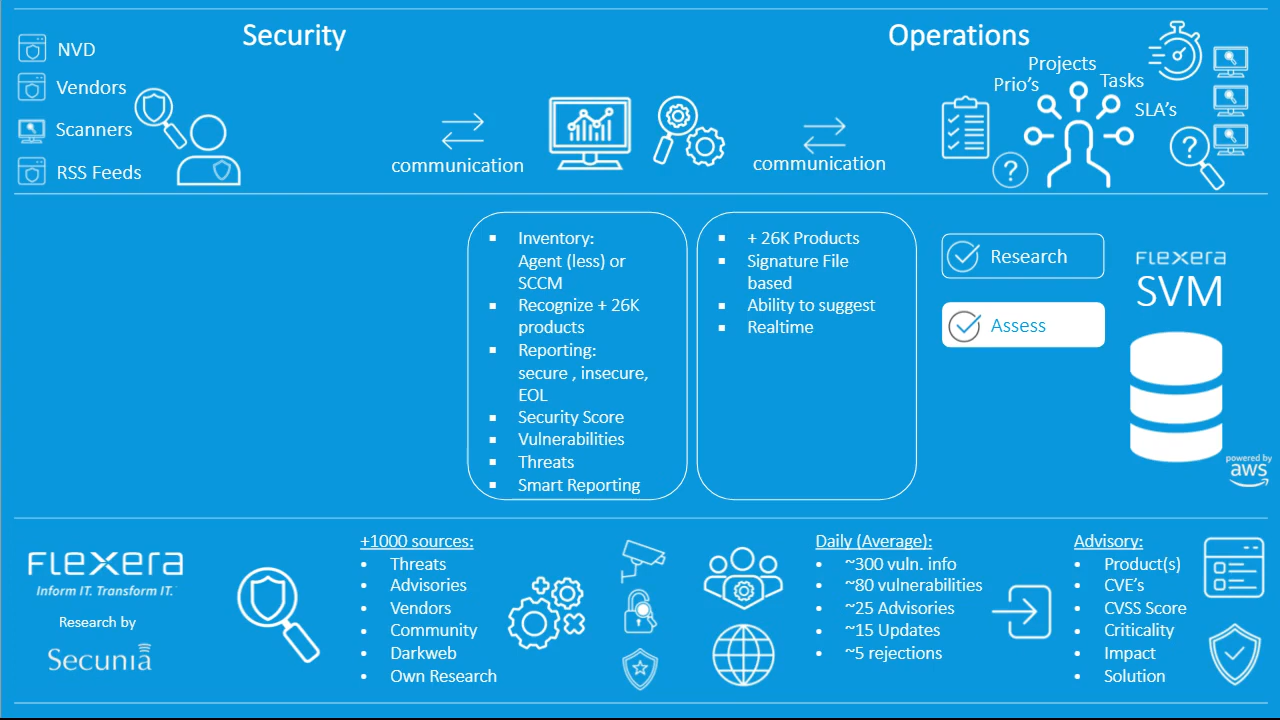 Security
Operations
NVD
Vendors
Scanners
RSS Feeds
communication
communication
Projects
Prio's
Tasks
SLA's
?
?
▪ Inventory:
Agent (less) or
SCCM
▪ Recognize + 26K
products
▪ Reporting:
secure , insecure,
EOL
▪ Security Score
▪ Vulnerabilities
▪ Threats
▪ Smart Reporting
▪ + 26K Products
▪ Signature File
based
▪ Ability to suggest
▪ Realtime
Research
Assess
FLEXERA
SVM
powered by
aws
FLEXERA
Inform IT. Transform IT.
Research by
Secunia
+1000 sources:
• Threats
• Advisories
• Vendors
• Community
• Darkweb
• Own Research
Daily (Average):
• ~300 vuln. info
• ~80 vulnerabilities
• ~25 Advisories
• ~15 Updates
• ~5 rejections
Advisory:
• Product(s)
• CVE's
• CVSS Score
• Criticality
• Impact
• Solution